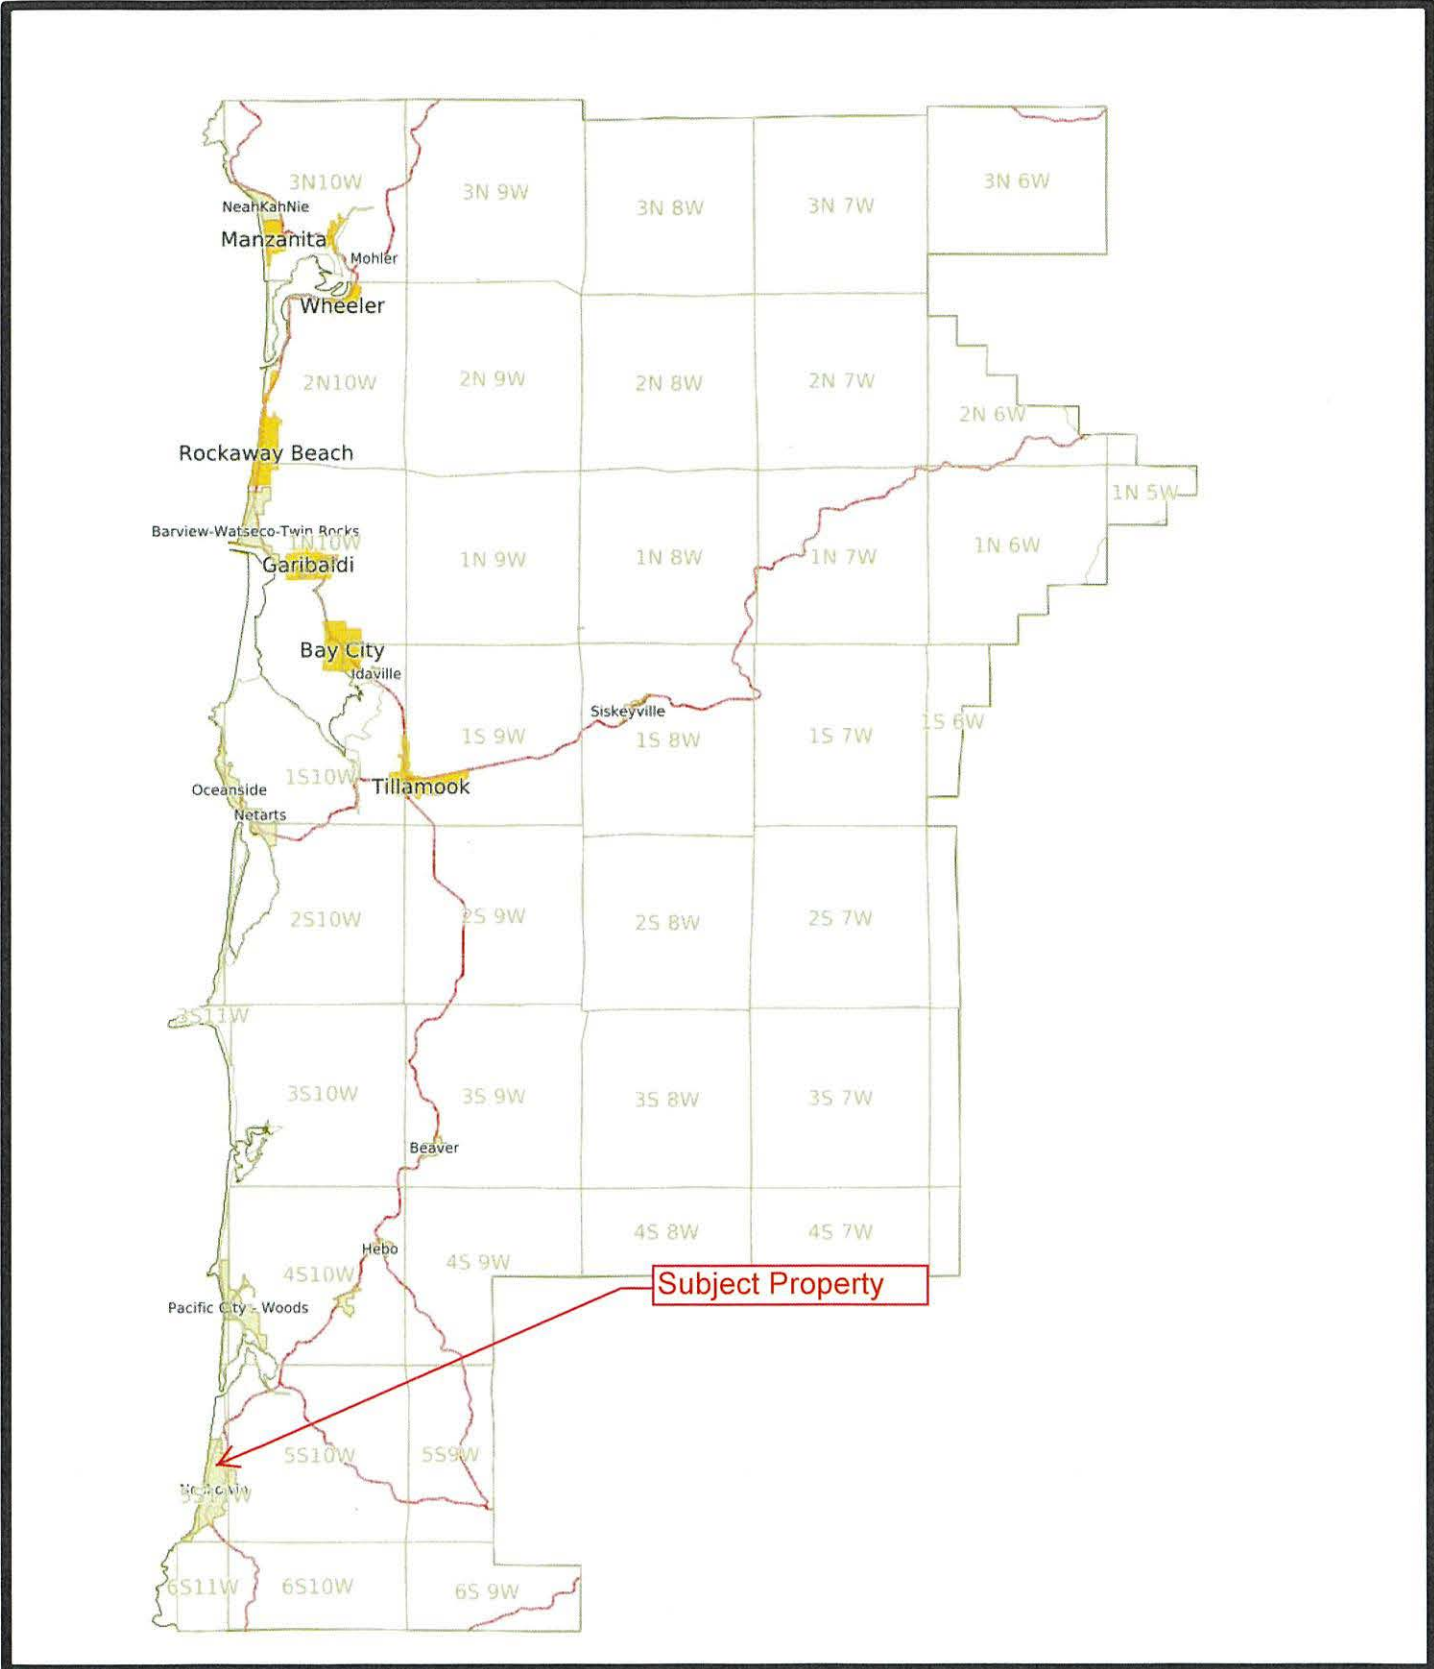 3N10W
3N 9W
3N 8W
3N 7W
3N 6W
NeahKahNie
Manzanita
Mohler
Wheeler
2N10W
2N 9W
2N 8W
2N 7W
2N 6W
Rockaway Beach
1N 5W
Barview-Watseco-Twin Rocks
1N10W
Garibaldi
1N 9W
1N 8W
1N 7W
1N 6W
Bay City
Idaville
Siskeyville
1S 9W
1S 8W
1S 7W
1S 6W
1S10W
Tillamook
Oceanside
Netarts
2S10W
2S 9W
2S 8W
2S 7W
3S11W
3S10W
3S 9W
3S 8W
3S 7W
Beaver
4S 8W
4S 7W
Hebo
4S10W
4S 9W
Subject Property
Pacific City - Woods
5S10W
5S9W
6S11W
6S10W
6S 9W